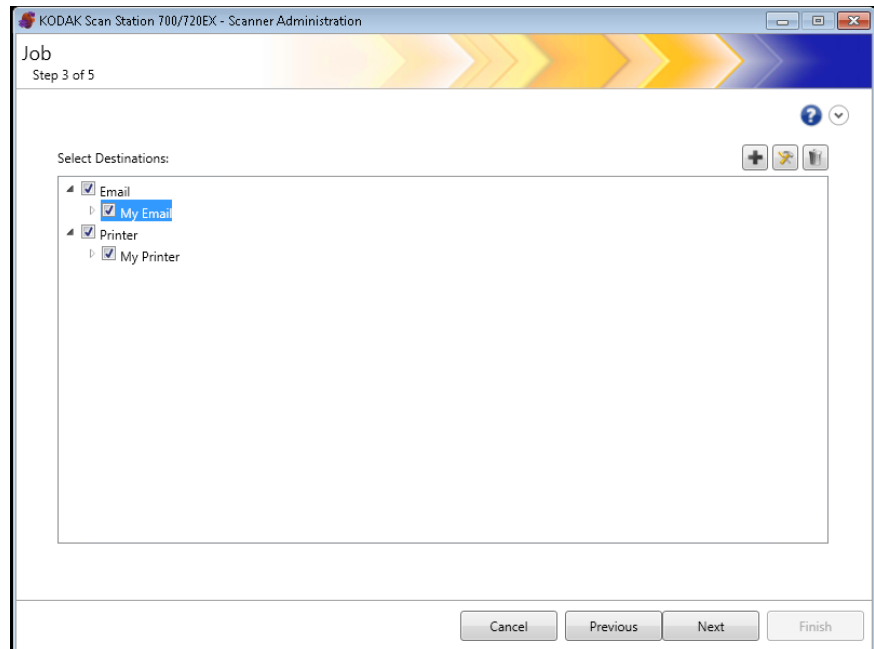 KODAK Scan Station 700/720EX - Scanner Administration
Job
Step 3 of 5
?
Select Destinations:
Email
My Email
Printer
My Printer
Cancel
Previous
Next
Finish